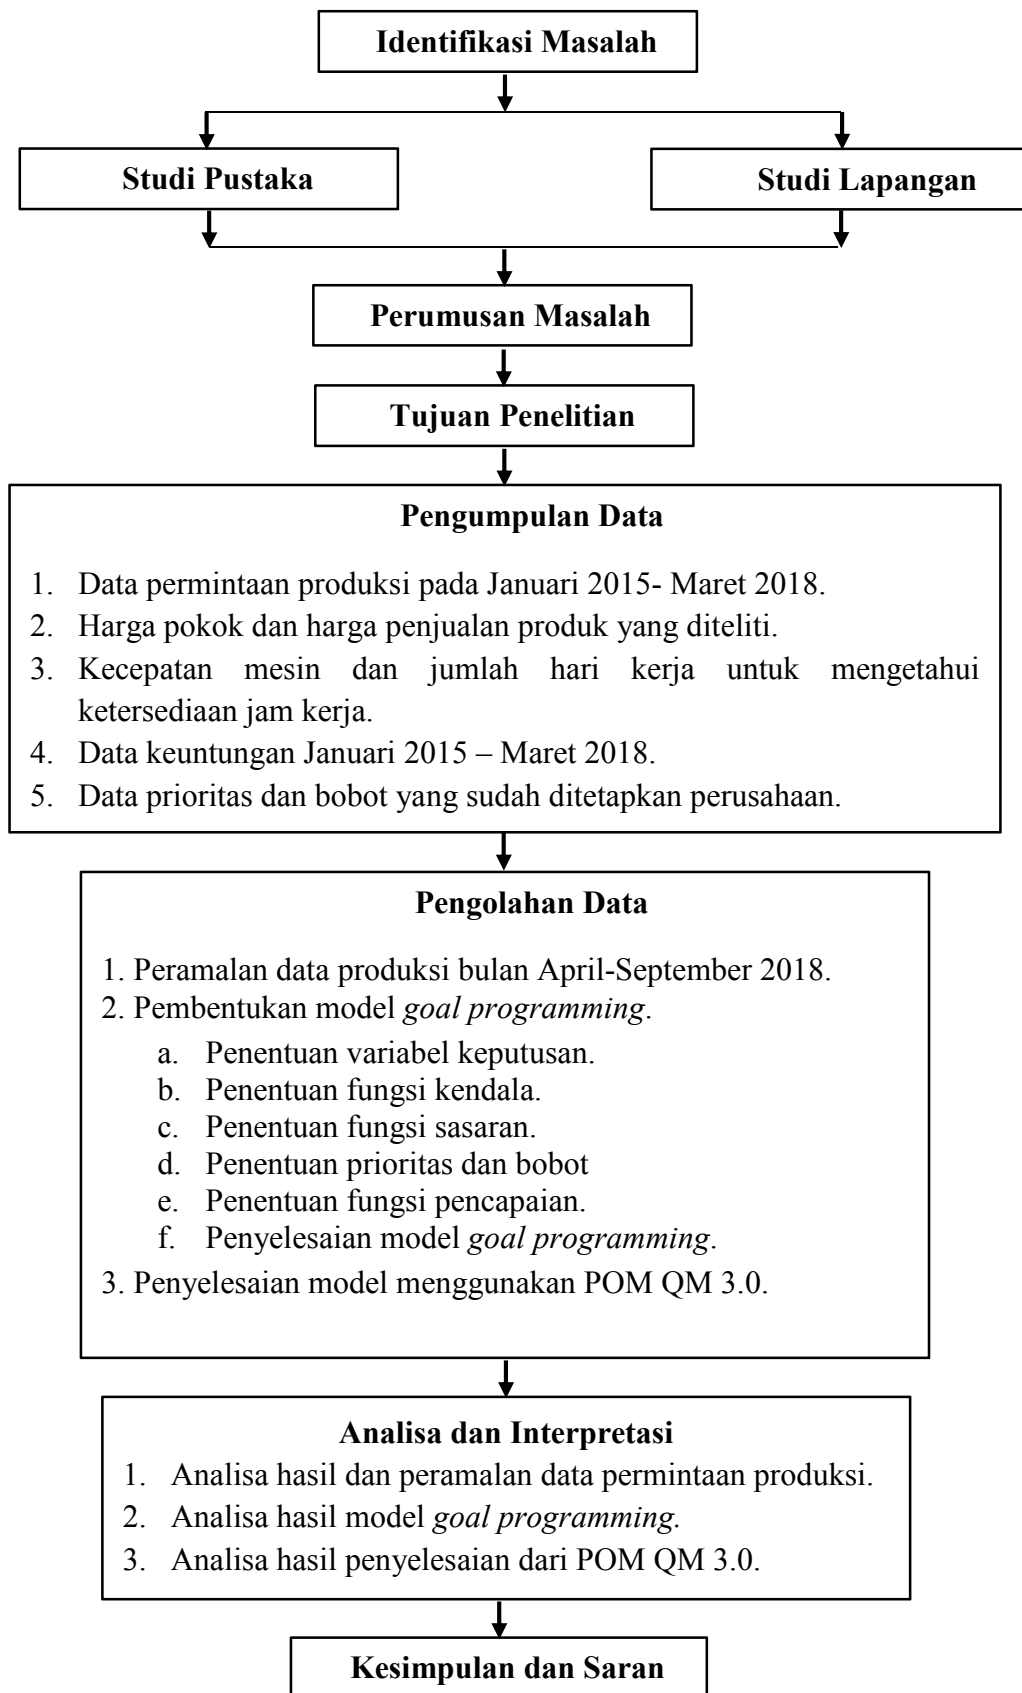 Identifikasi Masalah
Studi Pustaka
Studi Lapangan
Perumusan Masalah
Tujuan Penelitian
Pengumpulan Data
1. Data permintaan produksi pada Januari 2015- Maret 2018.
2. Harga pokok dan harga penjualan produk yang diteliti.
3. Kecepatan mesin dan jumlah hari kerja untuk mengetahui
ketersediaan jam kerja.
4. Data keuntungan Januari 2015 – Maret 2018.
5. Data prioritas dan bobot yang sudah ditetapkan perusahaan.
Pengolahan Data
1. Peramalan data produksi bulan April-September 2018.
2. Pembentukan model goal programming.
a. Penentuan variabel keputusan.
b. Penentuan fungsi kendala.
c. Penentuan fungsi sasaran.
d. Penentuan prioritas dan bobot
e. Penentuan fungsi pencapaian.
f. Penyelesaian model goal programming.
3. Penyelesaian model menggunakan POM QM 3.0.
Analisa dan Interpretasi
1. Analisa hasil dan peramalan data permintaan produksi.
2. Analisa hasil model goal programming.
3. Analisa hasil penyelesaian dari POM QM 3.0.
Kesimpulan dan Saran